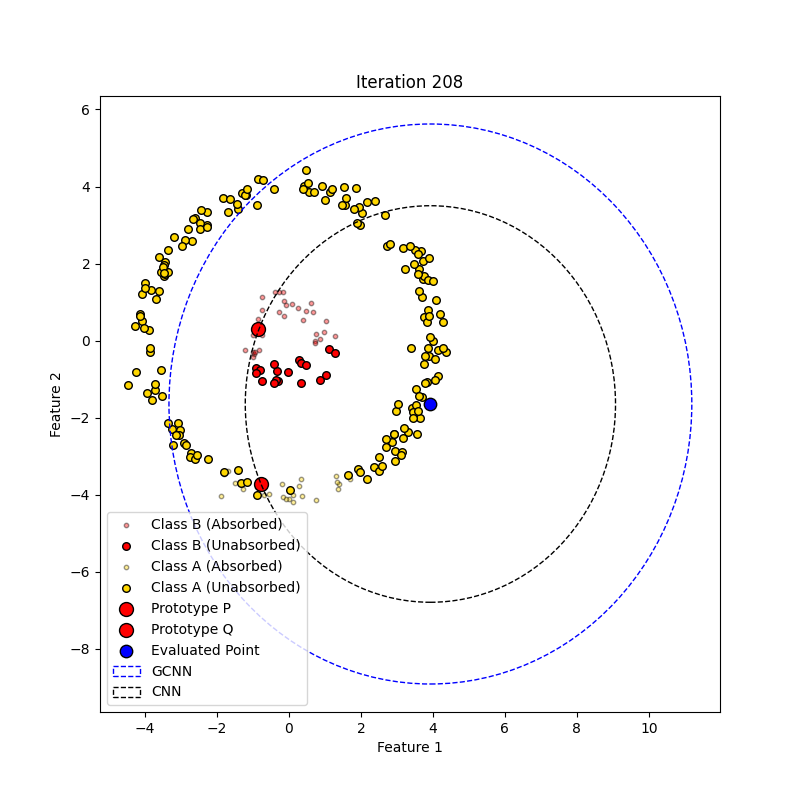 Iteration 208
6
4
2
0
−2
−4
−6
−8
Feature 2
Class B (Absorbed)
Class B (Unabsorbed)
Class A (Absorbed)
Class A (Unabsorbed)
Prototype P
Prototype Q
Evaluated Point
GCNN
CNN
−4 −2 0 2 4 6 8 10
Feature 1